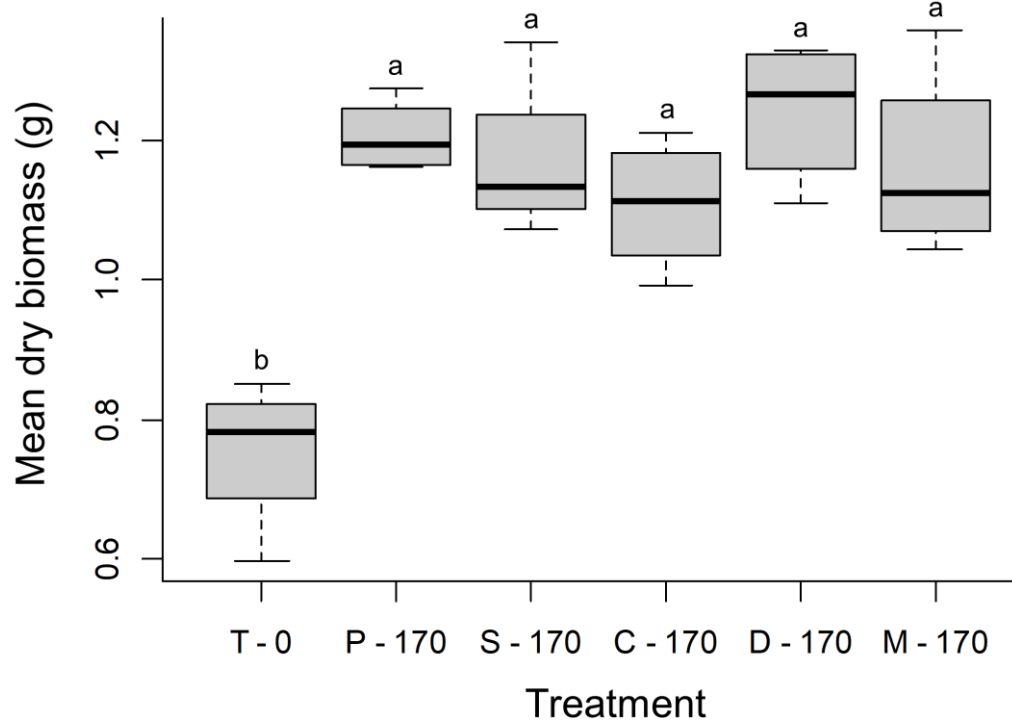 Mean dry biomass (g)
1.2
1.0
0.8
0.6
b
a
a
a
a
a
T - 0
P - 170
S - 170
C - 170
D - 170
M - 170
Treatment